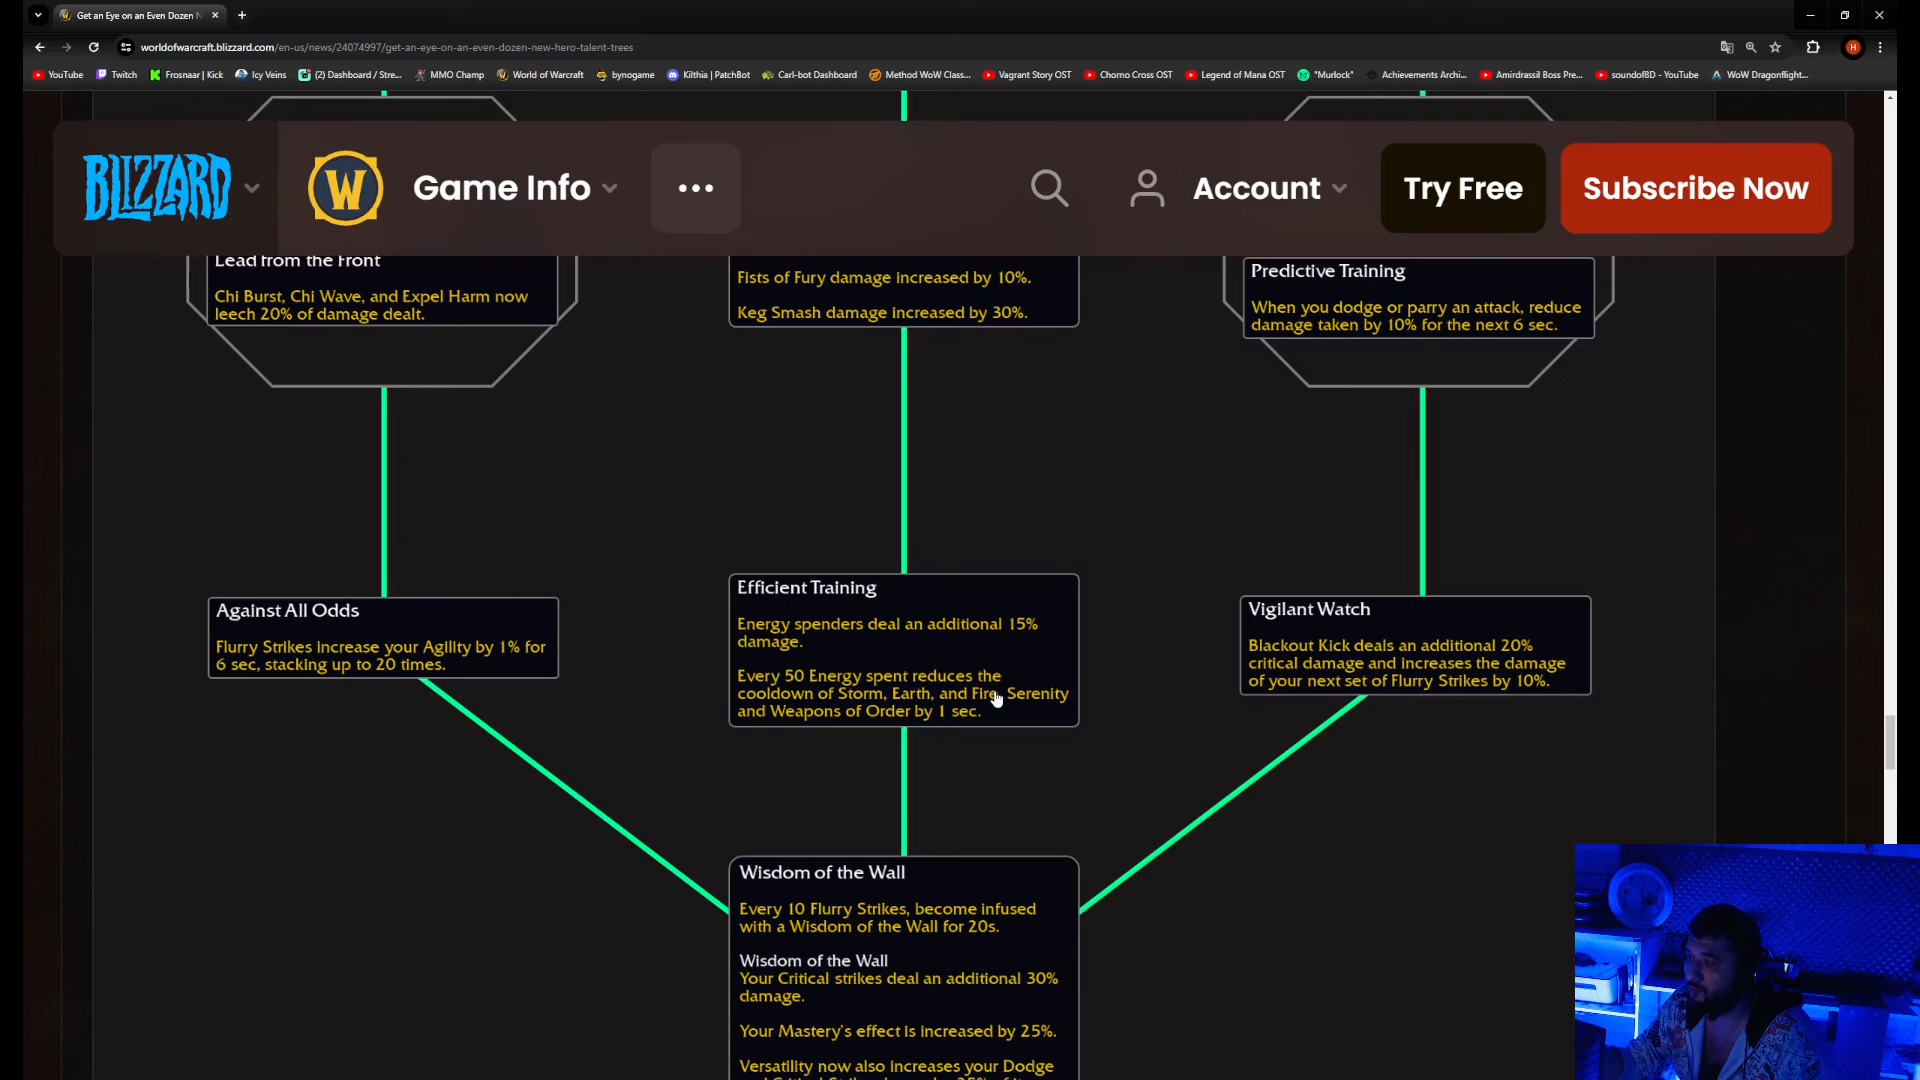 Get an Eye on an Even Dozen N
worldofwarcraft.blizzard.com/en-us/news/24074997/get-an-eye-on-an-even-dozen-new-hero-talent-trees
H
YouTube
Twitch
Frosnaar | Kick
Icy Veins
(2) Dashboard / Stre...
MMO Champ
World of Warcraft
bynogame
Kilthia | PatchBot
Carl-bot Dashboard
Method WoW Clas...
Vagrant Story OST
Chorno Cross OST
Legend of Mana OST
"Murlock"
Achievements Archi...
Amirdrassil Boss Pre...
soundofBD - YouTube
WoW Dragonflight...
BLIZZARD
W
Game Info
Account
Try Free
Subscribe Now
Lead from the Front
Chi Burst, Chi Wave, and Expel Harm now
leech 20% of damage dealt.
Fists of Fury damage increased by 10%.
Keg Smash damage increased by 30%.
Predictive Training
When you dodge or parry an attack, reduce
damage taken by 10% for the next 6 sec.
Against All Odds
Flurry Strikes increase your Agility by 1% for
6 sec, stacking up to 20 times.
Efficient Training
Energy spenders deal an additional 15%
damage.
Every 50 Energy spent reduces the
cooldown of Storm, Earth, and Fire, Serenity
and Weapons of Order by 1 sec.
Vigilant Watch
Blackout Kick deals an additional 20%
critical damage and increases the damage
of your next set of Flurry Strikes by 10%.
Wisdom of the Wall
Every 10 Flurry Strikes, become infused
with a Wisdom of the Wall for 20s.
Wisdom of the Wall
Your Critical strikes deal an additional 30%
damage.
Your Mastery's effect is increased by 25%.
Versatility now also increases your Dodge